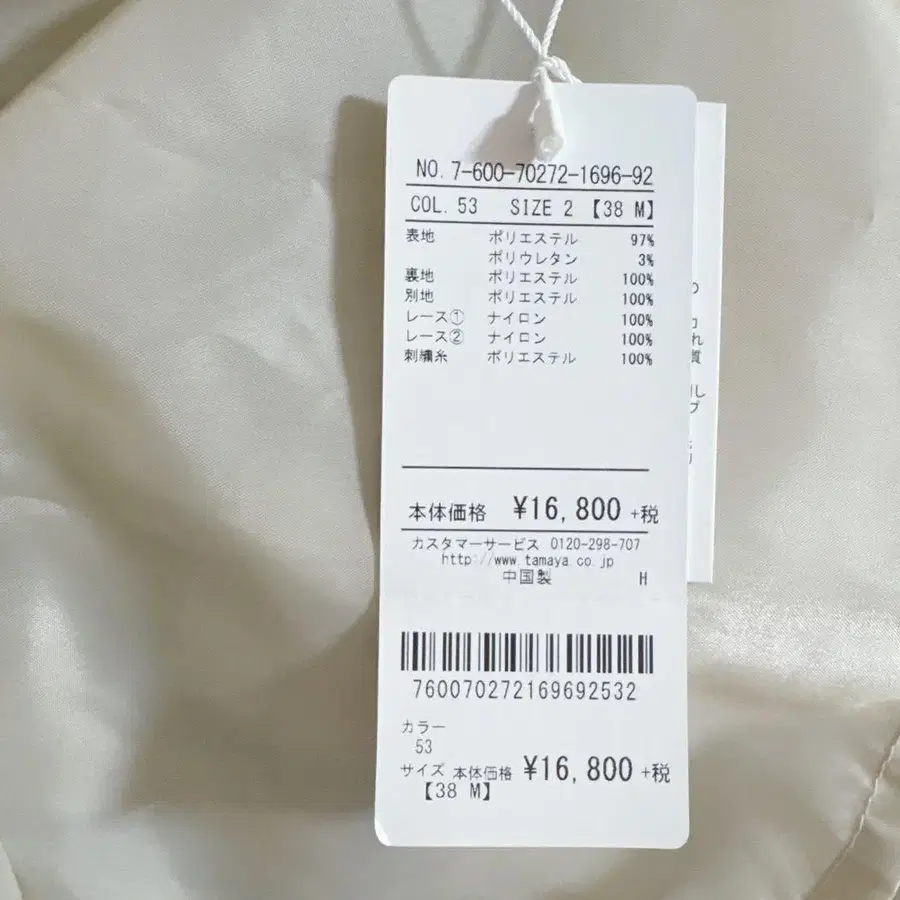 NO. 7-600-70272-1696-92
COL. 53 SIZE 2 【38 M】
表地 ポリエステル 97%
ポリウレタン 3%
裏地 ポリエステル 100%
別地 ポリエステル 100%
レース① ナイロン 100%
レース② ナイロン 100%
刺繍糸 ポリエステル 100%
本体価格 ¥16,800 +税
カスタマーサービス 0120-298-707
http://www.tamaya.co.jp
中国製 H
760070272169692532
カラー
53
サイズ 本体価格 ¥16,800 +税
【38 M】